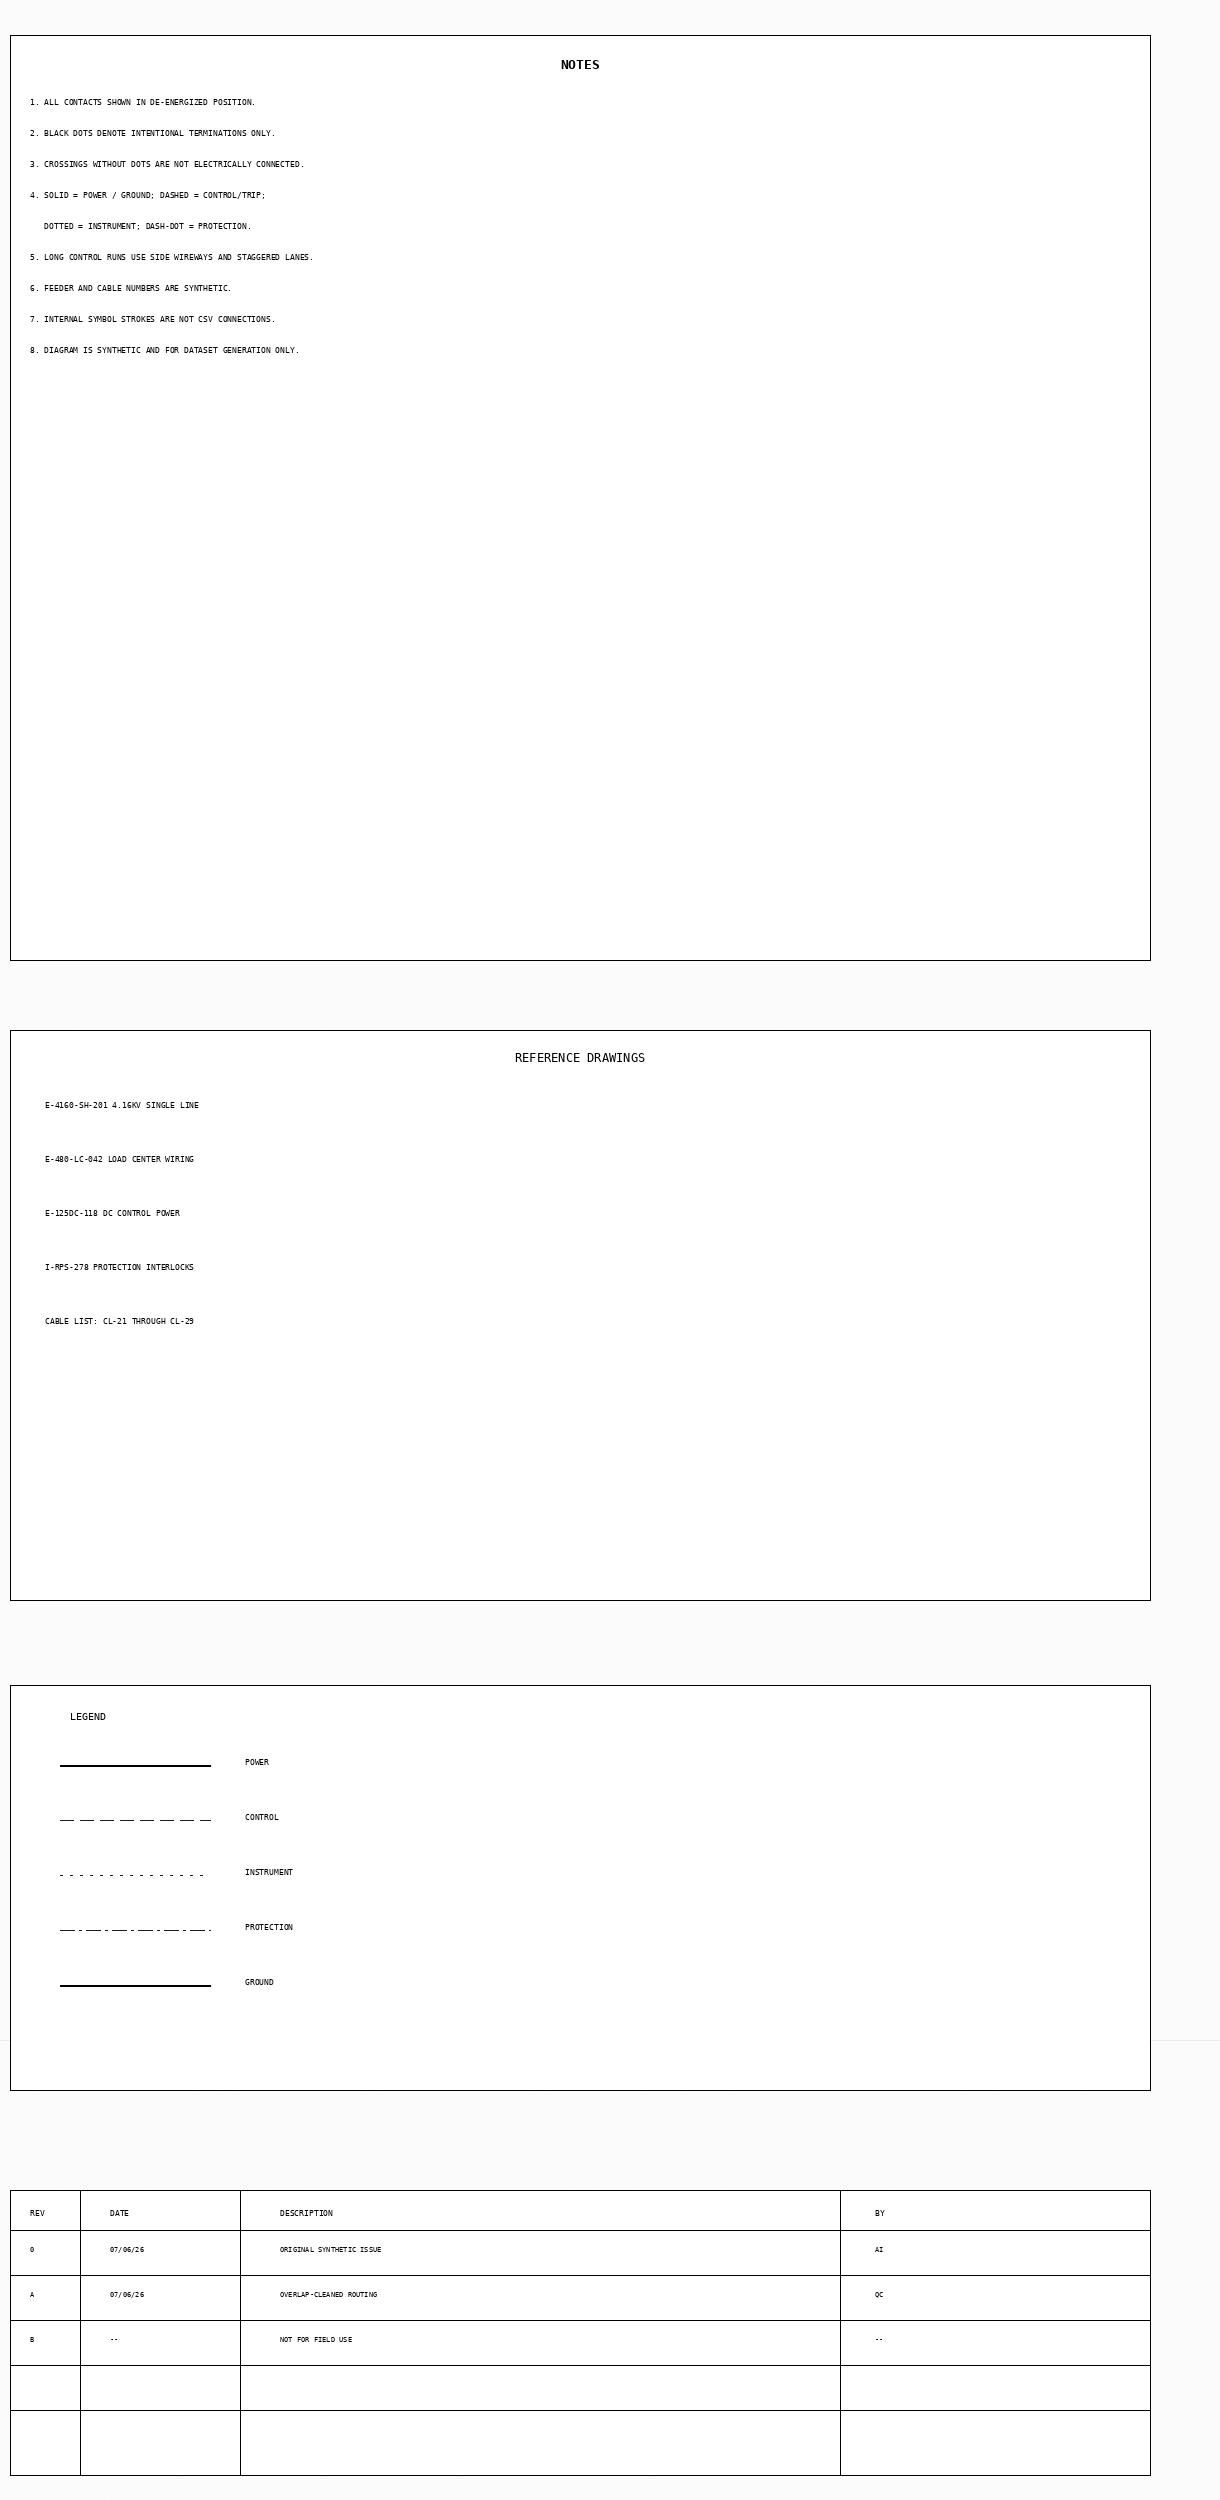 NOTES
1. ALL CONTACTS SHOWN IN DE-ENERGIZED POSITION.
2. BLACK DOTS DENOTE INTENTIONAL TERMINATIONS ONLY.
3. CROSSINGS WITHOUT DOTS ARE NOT ELECTRICALLY CONNECTED.
4. SOLID = POWER / GROUND; DASHED = CONTROL/TRIP;
DOTTED = INSTRUMENT; DASH-DOT = PROTECTION.
5. LONG CONTROL RUNS USE SIDE WIREWAYS AND STAGGERED LANES.
6. FEEDER AND CABLE NUMBERS ARE SYNTHETIC.
7. INTERNAL SYMBOL STROKES ARE NOT CSV CONNECTIONS.
8. DIAGRAM IS SYNTHETIC AND FOR DATASET GENERATION ONLY.
REFERENCE DRAWINGS
E-4160-SH-201 4.16KV SINGLE LINE
E-480-LC-042 LOAD CENTER WIRING
E-125DC-118 DC CONTROL POWER
I-RPS-278 PROTECTION INTERLOCKS
CABLE LIST: CL-21 THROUGH CL-29
LEGEND
POWER
CONTROL
INSTRUMENT
PROTECTION
GROUND
REV DATE DESCRIPTION BY
0 07/06/26 ORIGINAL SYNTHETIC ISSUE AI
A 07/06/26 OVERLAP-CLEANED ROUTING QC
B -- NOT FOR FIELD USE --